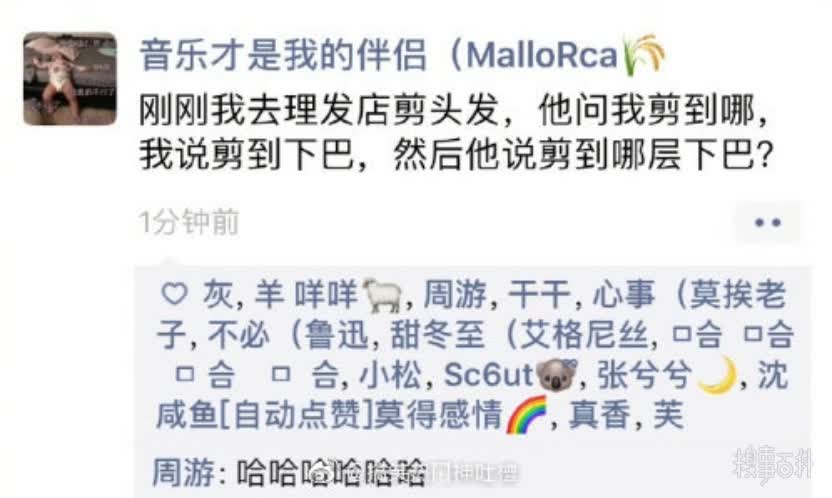 音乐才是我的伴侣（MalloRca🌾
刚刚我去理发店剪头发，他问我剪到哪，
我说剪到下巴，然后他说剪到哪层下巴？
1分钟前
♡ 灰, 羊 咩咩🐑, 周游, 干干, 心事（莫挨老
子, 不必（鲁迅, 甜冬至（艾格尼丝, ㅁ合 ㅁ合
ㅁ 合 ㅁ 合, 小松, Sc6ut🐨, 张兮兮🌙, 沈
咸鱼[自动点赞]莫得感情🌈, 真香, 芙
周游: 哈哈哈哈哈哈
糗事百科